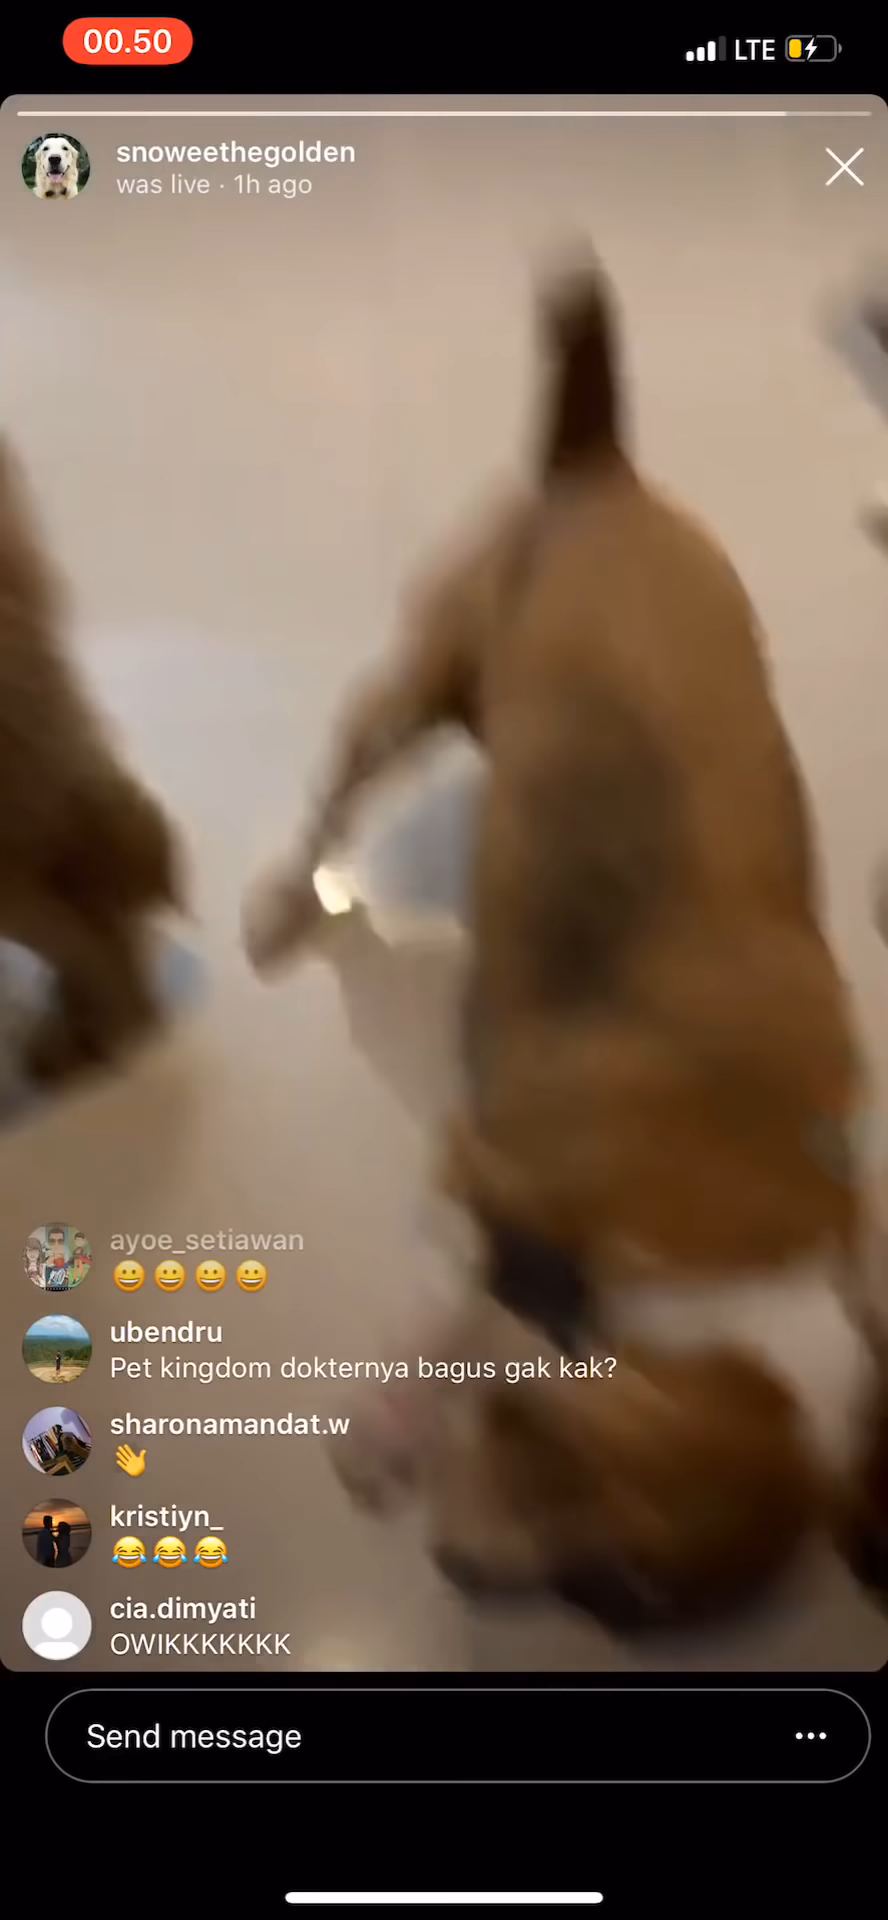 00.50
LTE
snoweethegolden
was live · 1h ago
ayoe_setiawan
😀 😀 😀 😀
ubendru
Pet kingdom dokternya bagus gak kak?
sharonamandat.w
👋
kristiyn_
😂😂😂
cia.dimyati
OWIKKKKKKK
Send message